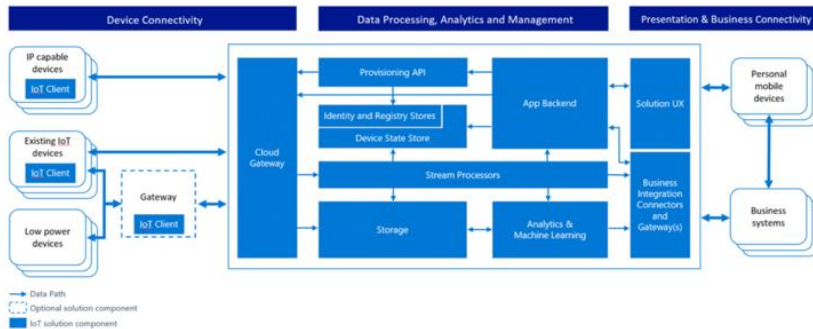 Device Connectivity
Data Processing, Analytics and Management
Presentation & Business Connectivity
IP capable
devices
IoT Client
Existing IoT
devices
IoT Client
Low power
devices
Gateway
IoT Client
Cloud
Gateway
Provisioning API
Identity and Registry Stores
Device State Store
Stream Processors
Storage
App Backend
Analytics &
Machine Learning
Solution UX
Business
Integration
Connectors
and
Gateway(s)
Personal
mobile
devices
Business
systems
Data Path
Optional solution component
IoT solution component